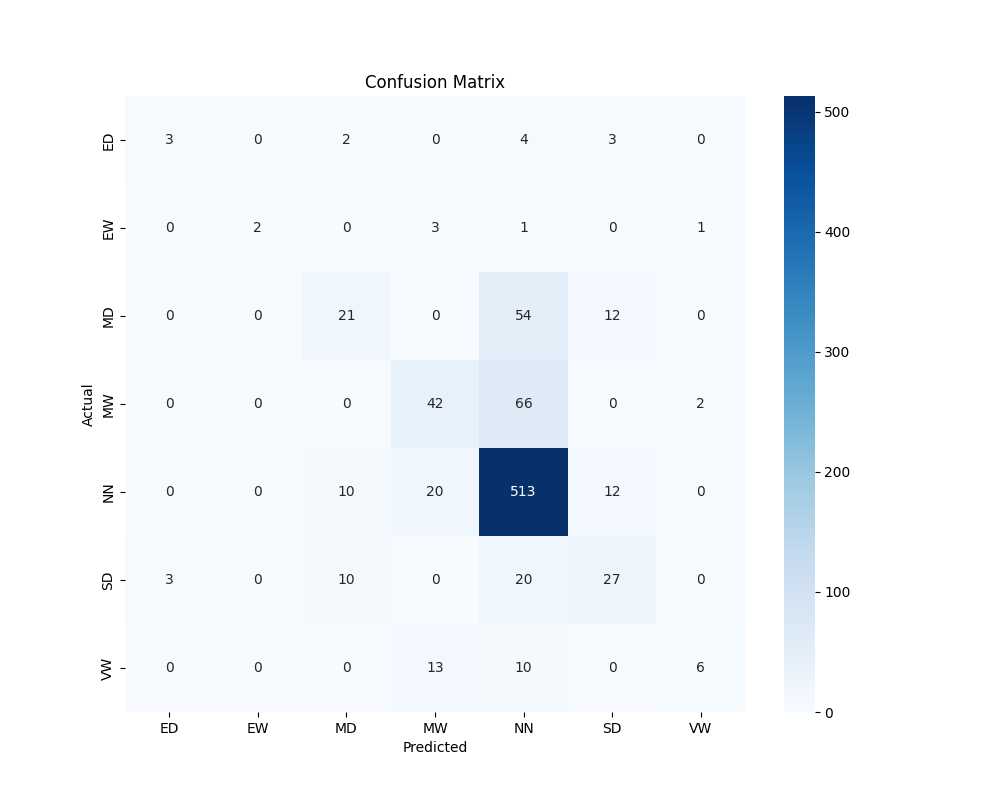 Confusion Matrix
ED 3 0 2 0 4 3 0
EW 0 2 0 3 1 0 1
MD 0 0 21 0 54 12 0
MW 0 0 0 42 66 0 2
NN 0 0 10 20 513 12 0
SD 3 0 10 0 20 27 0
VW 0 0 0 13 10 0 6
ED EW MD MW NN SD VW
Predicted
Actual
500
400
300
200
100
0